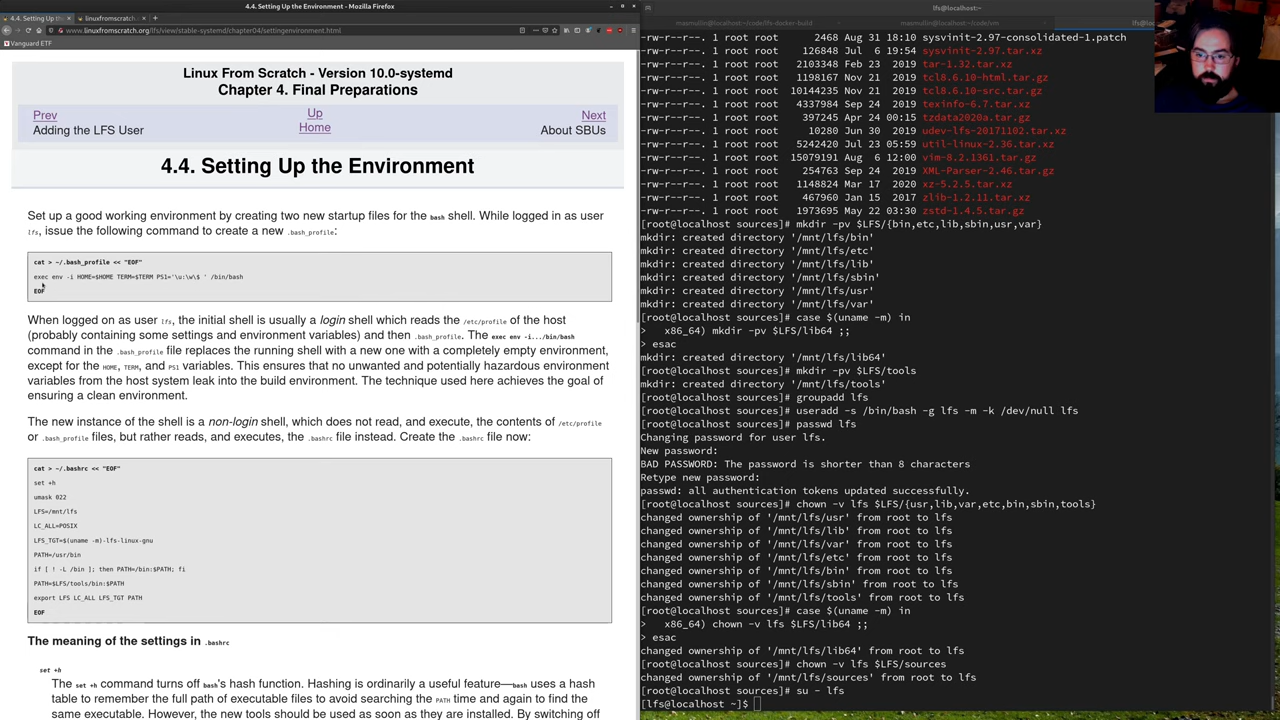 4.4. Setting Up the Environment - Mozilla Firefox
4.4. Setting Up th
linuxfromscratch.org
www.linuxfromscratch.org/lfs/view/stable-systemd/chapter04/settingenvironment.html
Vanguard ETF
Linux From Scratch - Version 10.0-systemd
Chapter 4. Final Preparations
Prev
Up
Next
Adding the LFS User
Home
About SBUs
4.4. Setting Up the Environment
Set up a good working environment by creating two new startup files for the bash shell. While logged in as user
lfs, issue the following command to create a new .bash_profile:
cat > ~/.bash_profile << "EOF"
exec env -i HOME=$HOME TERM=$TERM PS1='\u:\w\$ ' /bin/bash
EOF
When logged on as user lfs, the initial shell is usually a login shell which reads the /etc/profile of the host
(probably containing some settings and environment variables) and then .bash_profile. The exec env -i.../bin/bash
command in the .bash_profile file replaces the running shell with a new one with a completely empty environment,
except for the HOME, TERM, and PS1 variables. This ensures that no unwanted and potentially hazardous environment
variables from the host system leak into the build environment. The technique used here achieves the goal of
ensuring a clean environment.
The new instance of the shell is a non-login shell, which does not read, and execute, the contents of /etc/profile
or .bash_profile files, but rather reads, and executes, the .bashrc file instead. Create the .bashrc file now:
cat > ~/.bashrc << "EOF"
set +h
umask 022
LFS=/mnt/lfs
LC_ALL=POSIX
LFS_TGT=$(uname -m)-lfs-linux-gnu
PATH=/usr/bin
if [ ! -L /bin ]; then PATH=/bin:$PATH; fi
PATH=$LFS/tools/bin:$PATH
export LFS LC_ALL LFS_TGT PATH
EOF
The meaning of the settings in .bashrc
set +h
The set +h command turns off bash's hash function. Hashing is ordinarily a useful feature—bash uses a hash
table to remember the full path of executable files to avoid searching the PATH time and again to find the
same executable. However, the new tools should be used as soon as they are installed. By switching off
lfs@localhost:~
masmullin@localhost:~/code/lfs-docker-build
masmullin@localhost:~/code/vm
lfs@localhost:~
-rw-r--r--. 1 root root 2468 Aug 31 18:10 sysvinit-2.97-consolidated-1.patch
-rw-r--r--. 1 root root 126848 Jul 6 19:54 sysvinit-2.97.tar.xz
-rw-r--r--. 1 root root 2103348 Feb 23 2019 tar-1.32.tar.xz
-rw-r--r--. 1 root root 1198167 Nov 21 2019 tcl8.6.10-html.tar.gz
-rw-r--r--. 1 root root 10144235 Nov 21 2019 tcl8.6.10-src.tar.gz
-rw-r--r--. 1 root root 4337984 Sep 24 2019 texinfo-6.7.tar.xz
-rw-r--r--. 1 root root 397245 Apr 24 00:15 tzdata2020a.tar.gz
-rw-r--r--. 1 root root 10280 Jun 30 2019 udev-lfs-20171102.tar.xz
-rw-r--r--. 1 root root 5242420 Jul 23 05:59 util-linux-2.36.tar.xz
-rw-r--r--. 1 root root 15079191 Aug 6 12:00 vim-8.2.1361.tar.gz
-rw-r--r--. 1 root root 254763 Sep 24 2019 XML-Parser-2.46.tar.gz
-rw-r--r--. 1 root root 1148824 Mar 17 2020 xz-5.2.5.tar.xz
-rw-r--r--. 1 root root 467960 Jan 15 2017 zlib-1.2.11.tar.xz
-rw-r--r--. 1 root root 1973695 May 22 03:30 zstd-1.4.5.tar.gz
[root@localhost sources]# mkdir -pv $LFS/{bin,etc,lib,sbin,usr,var}
mkdir: created directory '/mnt/lfs/bin'
mkdir: created directory '/mnt/lfs/etc'
mkdir: created directory '/mnt/lfs/lib'
mkdir: created directory '/mnt/lfs/sbin'
mkdir: created directory '/mnt/lfs/usr'
mkdir: created directory '/mnt/lfs/var'
[root@localhost sources]# case $(uname -m) in
> x86_64) mkdir -pv $LFS/lib64 ;;
> esac
mkdir: created directory '/mnt/lfs/lib64'
[root@localhost sources]# mkdir -pv $LFS/tools
mkdir: created directory '/mnt/lfs/tools'
[root@localhost sources]# groupadd lfs
[root@localhost sources]# useradd -s /bin/bash -g lfs -m -k /dev/null lfs
[root@localhost sources]# passwd lfs
Changing password for user lfs.
New password:
BAD PASSWORD: The password is shorter than 8 characters
Retype new password:
passwd: all authentication tokens updated successfully.
[root@localhost sources]# chown -v lfs $LFS/{usr,lib,var,etc,bin,sbin,tools}
changed ownership of '/mnt/lfs/usr' from root to lfs
changed ownership of '/mnt/lfs/lib' from root to lfs
changed ownership of '/mnt/lfs/var' from root to lfs
changed ownership of '/mnt/lfs/etc' from root to lfs
changed ownership of '/mnt/lfs/bin' from root to lfs
changed ownership of '/mnt/lfs/sbin' from root to lfs
changed ownership of '/mnt/lfs/tools' from root to lfs
[root@localhost sources]# case $(uname -m) in
> x86_64) chown -v lfs $LFS/lib64 ;;
> esac
changed ownership of '/mnt/lfs/lib64' from root to lfs
[root@localhost sources]# chown -v lfs $LFS/sources
changed ownership of '/mnt/lfs/sources' from root to lfs
[root@localhost sources]# su - lfs
[lfs@localhost ~]$